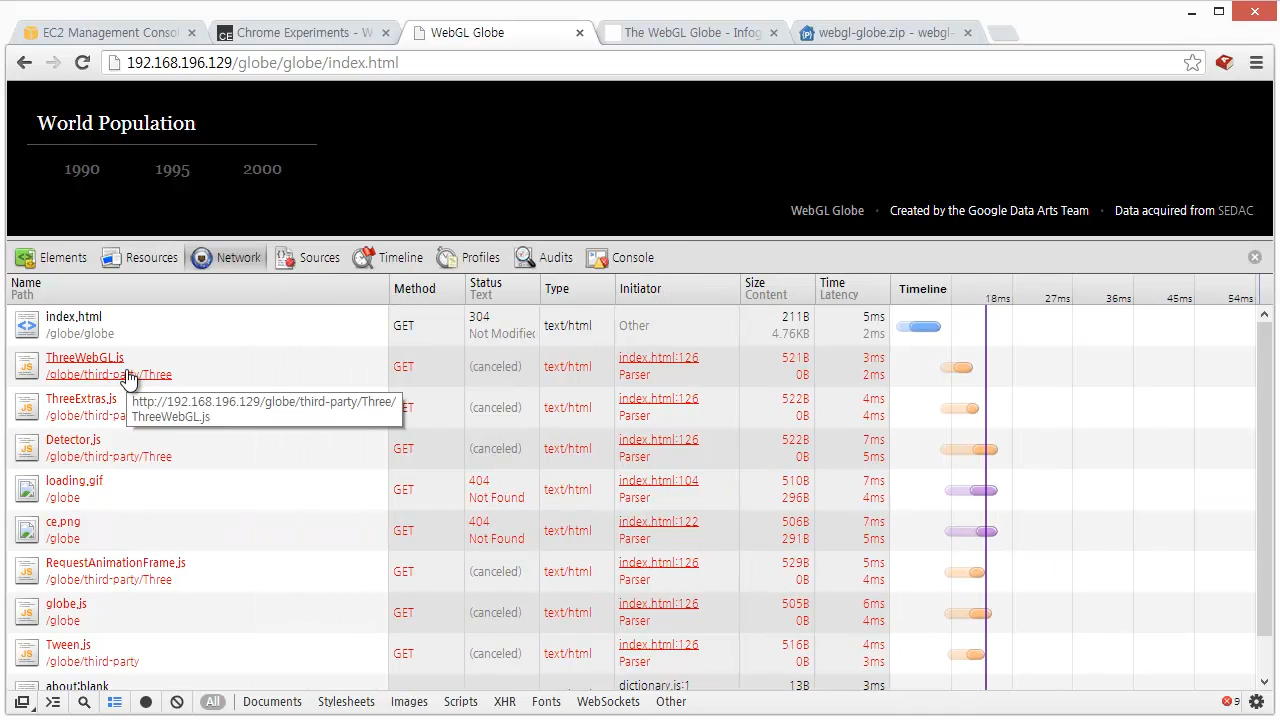 EC2 Management Consol
Chrome Experiments - W
WebGL Globe
The WebGL Globe - Infog
webgl-globe.zip - webgl-
192.168.196.129/globe/globe/index.html
World Population
1990 1995 2000
WebGL Globe · Created by the Google Data Arts Team · Data acquired from SEDAC
Elements Resources Network Sources Timeline Profiles Audits Console
Name Path Method Status Text Type Initiator Size Content Time Latency Timeline 18ms 27ms 36ms 45ms 54ms
index.html GET 304 text/html Other 211B 5ms
/globe/globe Not Modified 4.76KB 2ms
ThreeWebGL.js GET (canceled) text/html index.html:126 521B 3ms
/globe/third-party/Three Parser 0B 2ms
ThreeExtras.js GET (canceled) text/html index.html:126 522B 4ms
/globe/third-pa Parser 0B 4ms
http://192.168.196.129/globe/third-party/Three/
ThreeWebGL.js
Detector.js GET (canceled) text/html index.html:126 522B 7ms
/globe/third-party/Three Parser 0B 4ms
loading.gif GET 404 text/html index.html:104 510B 7ms
/globe Not Found Parser 296B 4ms
ce.png GET 404 text/html index.html:122 506B 7ms
/globe Not Found Parser 291B 5ms
RequestAnimationFrame.js GET (canceled) text/html index.html:126 529B 5ms
/globe/third-party/Three Parser 0B 4ms
globe.js GET (canceled) text/html index.html:126 505B 6ms
/globe Parser 0B 4ms
Tween.js GET (canceled) text/html index.html:126 516B 4ms
/globe/third-party Parser 0B 3ms
about:blank dictionary.js:1 13B 3ms
All Documents Stylesheets Images Scripts XHR Fonts WebSockets Other 9